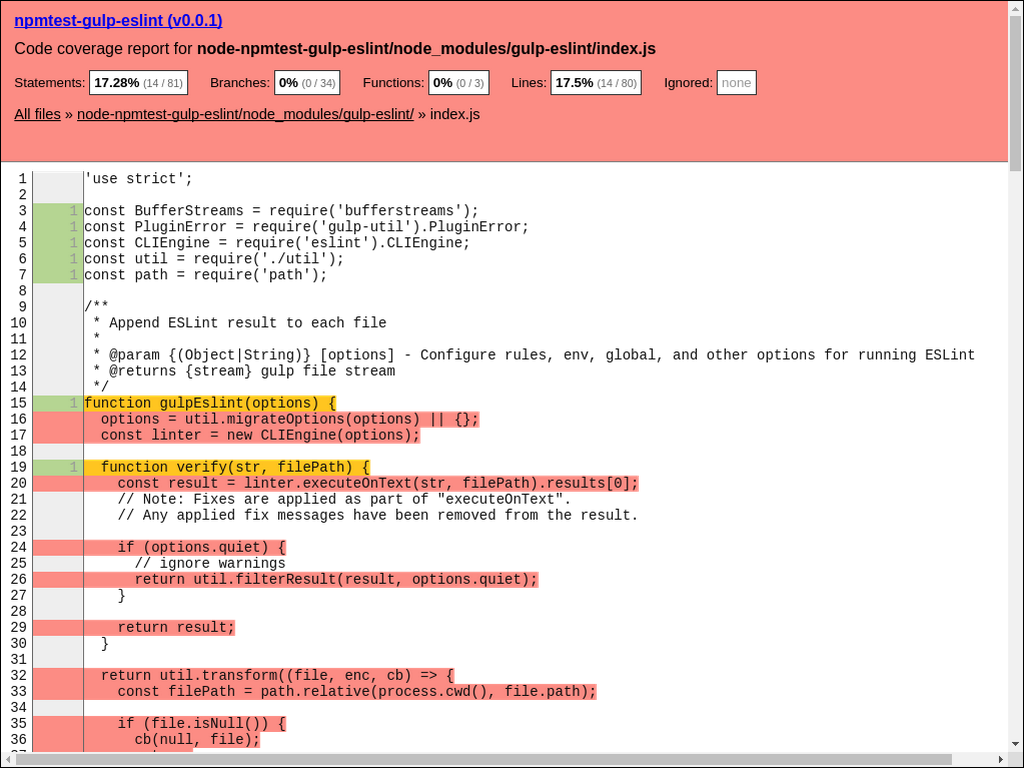 npmtest-gulp-eslint (v0.0.1)
Code coverage report for node-npmtest-gulp-eslint/node_modules/gulp-eslint/index.js
Statements: 17.28% (14 / 81) Branches: 0% (0 / 34) Functions: 0% (0 / 3) Lines: 17.5% (14 / 80) Ignored: none
All files » node-npmtest-gulp-eslint/node_modules/gulp-eslint/ » index.js
1 'use strict';
2
3 1 const BufferStreams = require('bufferstreams');
4 1 const PluginError = require('gulp-util').PluginError;
5 1 const CLIEngine = require('eslint').CLIEngine;
6 1 const util = require('./util');
7 1 const path = require('path');
8
9 /**
10 * Append ESLint result to each file
11 *
12 * @param {(Object|String)} [options] - Configure rules, env, global, and other options for running ESLint
13 * @returns {stream} gulp file stream
14 */
15 1 function gulpEslint(options) {
16 options = util.migrateOptions(options) || {};
17 const linter = new CLIEngine(options);
18
19 1 function verify(str, filePath) {
20 const result = linter.executeOnText(str, filePath).results[0];
21 // Note: Fixes are applied as part of "executeOnText".
22 // Any applied fix messages have been removed from the result.
23
24 if (options.quiet) {
25 // ignore warnings
26 return util.filterResult(result, options.quiet);
27 }
28
29 return result;
30 }
31
32 return util.transform((file, enc, cb) => {
33 const filePath = path.relative(process.cwd(), file.path);
34
35 if (file.isNull()) {
36 cb(null, file);